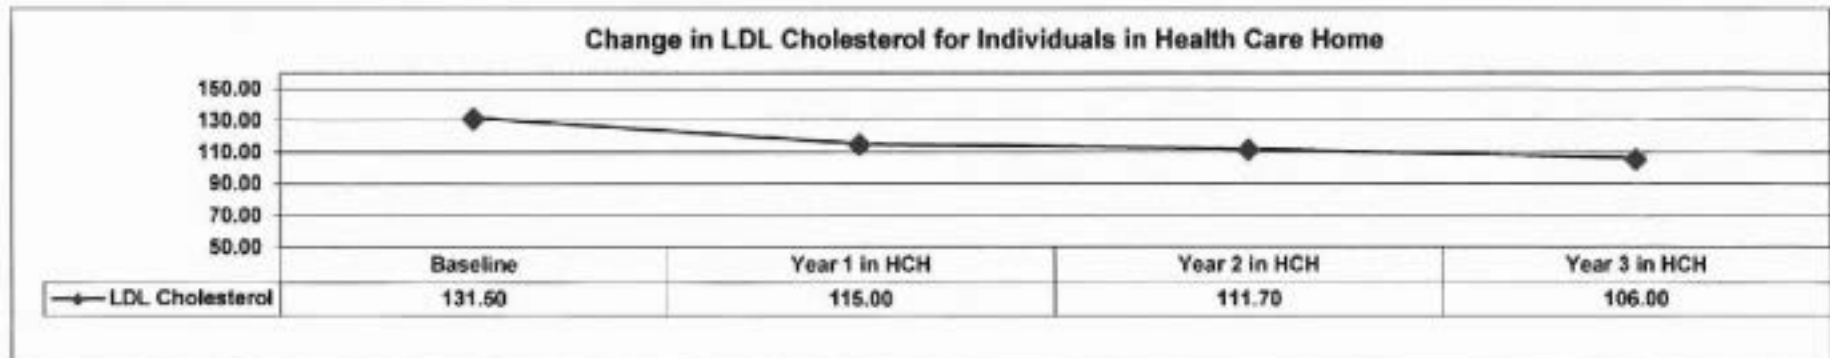 Change in LDL Cholesterol for Individuals in Health Care Home
150.00
130.00
110.00
90.00
70.00
50.00
Baseline Year 1 in HCH Year 2 in HCH Year 3 in HCH
LDL Cholesterol 131.50 115.00 111.70 106.00